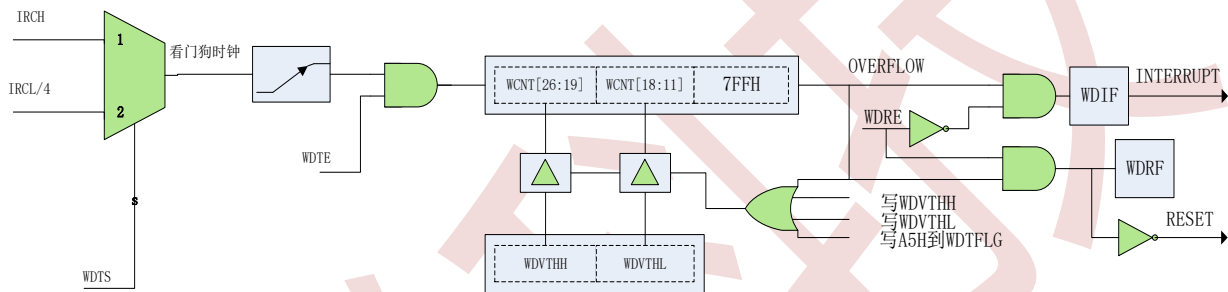 IRCH
1
看门狗时钟
IRCL/4
2
s
WDTS
WDTE
WCNT[26:19]
WCNT[18:11]
7FFH
OVERFLOW
WDRE
WDIF
INTERRUPT
WDRF
RESET
写WDVTHH
写WDVTHL
写A5H到WDTFLG
WDVTHH
WDVTHL